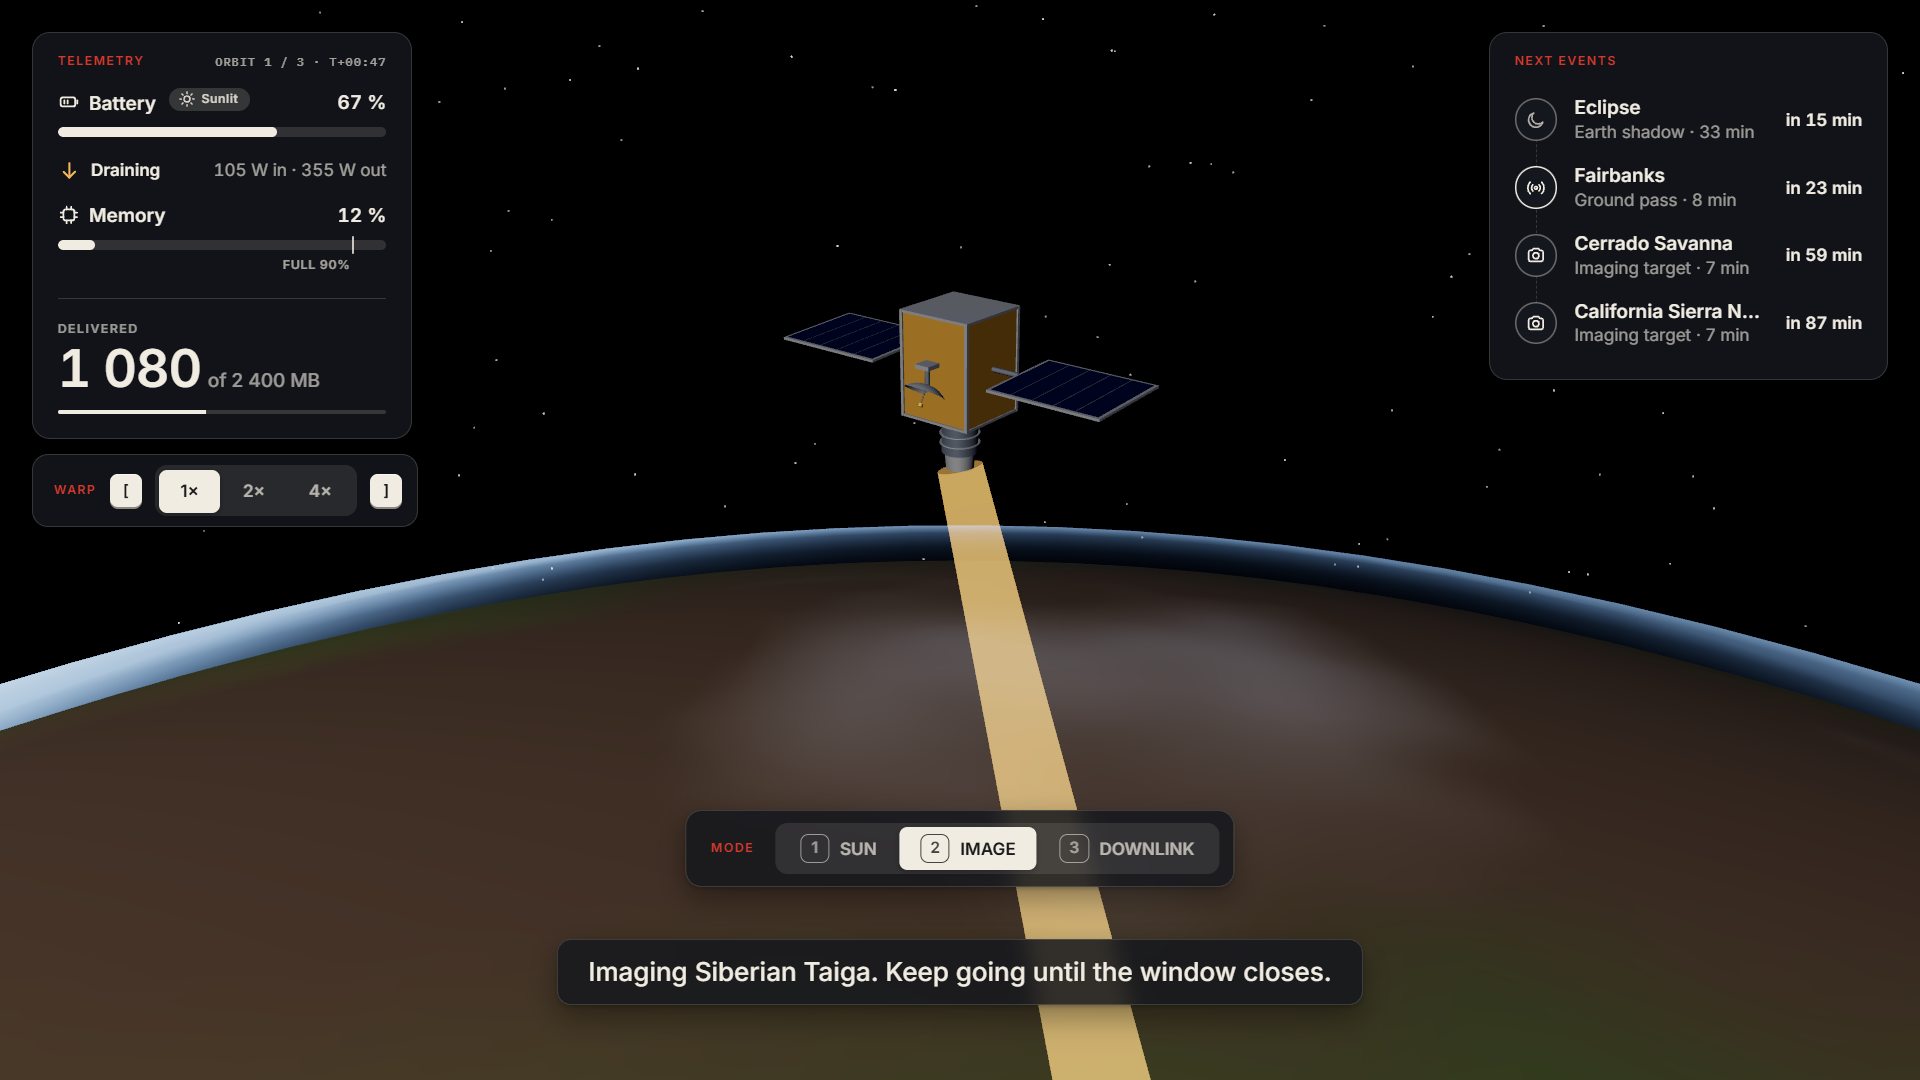 TELEMETRY
ORBIT 1 / 3 · T+00:47
Battery
Sunlit
67 %
Draining
105 W in · 355 W out
Memory
12 %
FULL 90%
DELIVERED
1 080 of 2 400 MB
WARP
[
1×
2×
4×
]
NEXT EVENTS
Eclipse
Earth shadow · 33 min
in 15 min
Fairbanks
Ground pass · 8 min
in 23 min
Cerrado Savanna
Imaging target · 7 min
in 59 min
California Sierra N...
Imaging target · 7 min
in 87 min
MODE
1 SUN
2 IMAGE
3 DOWNLINK
Imaging Siberian Taiga. Keep going until the window closes.